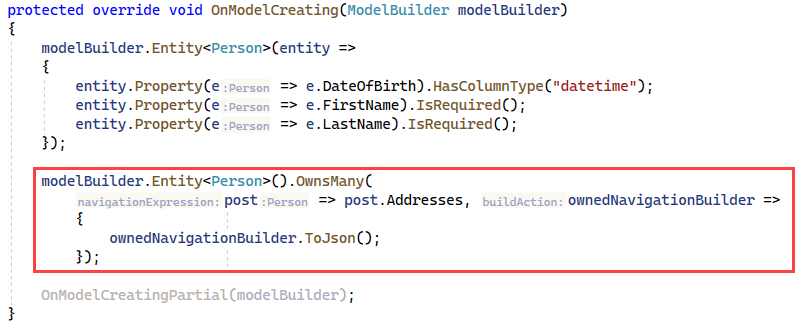 protected override void OnModelCreating(ModelBuilder modelBuilder)
{
    modelBuilder.Entity<Person>(entity =>
    {
        entity.Property(e :Person => e.DateOfBirth).HasColumnType("datetime");
        entity.Property(e :Person => e.FirstName).IsRequired();
        entity.Property(e :Person => e.LastName).IsRequired();
    });
    modelBuilder.Entity<Person>().OwnsMany(
        navigationExpression: post :Person => post.Addresses, buildAction: ownedNavigationBuilder =>
        {
            ownedNavigationBuilder.ToJson();
        });
    OnModelCreatingPartial(modelBuilder);
}